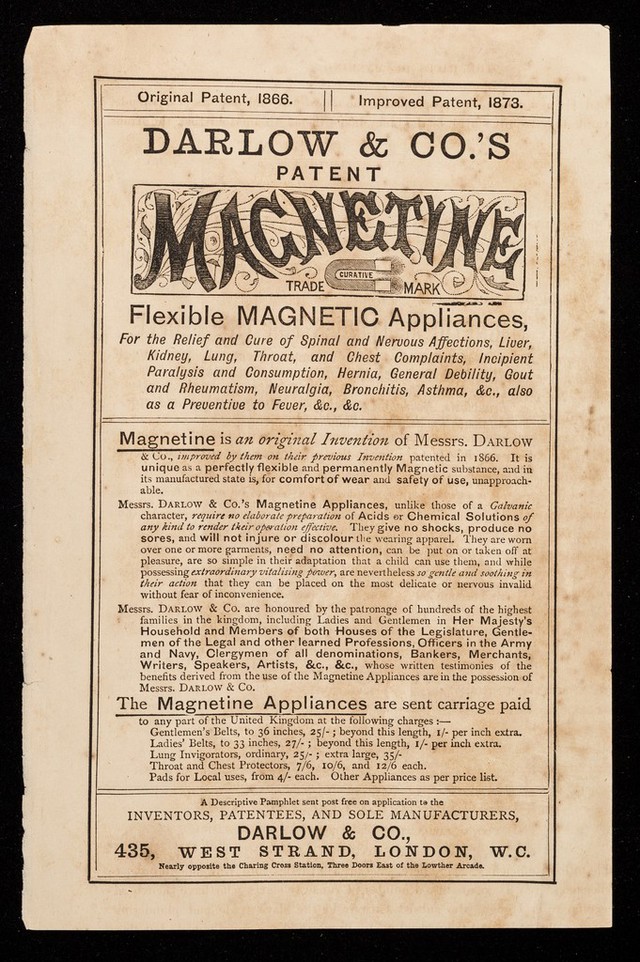 Original Patent, 1866. || Improved Patent, 1873.
DARLOW & CO.'S
PATENT
MAGNETINE
CURATIVE
TRADE MARK
Flexible MAGNETIC Appliances,
For the Relief and Cure of Spinal and Nervous Affections, Liver,
Kidney, Lung, Throat, and Chest Complaints, Incipient
Paralysis and Consumption, Hernia, General Debility, Gout
and Rheumatism, Neuralgia, Bronchitis, Asthma, &c., also
as a Preventive to Fever, &c., &c.
Magnetine is an original Invention of Messrs. DARLOW
& Co., improved by them on their previous Invention patented in 1866. It is
unique as a perfectly flexible and permanently Magnetic substance, and in
its manufactured state is, for comfort of wear and safety of use, unapproach-
able.
Messrs. DARLOW & Co.'s Magnetine Appliances, unlike those of a Galvanic
character, require no elaborate preparation of Acids or Chemical Solutions of
any kind to render their operation effective. They give no shocks, produce no
sores, and will not injure or discolour the wearing apparel. They are worn
over one or more garments, need no attention, can be put on or taken off at
pleasure, are so simple in their adaptation that a child can use them, and while
possessing extraordinary vitalising power, are nevertheless so gentle and soothing in
their action that they can be placed on the most delicate or nervous invalid
without fear of inconvenience.
Messrs. DARLOW & Co. are honoured by the patronage of hundreds of the highest
families in the kingdom, including Ladies and Gentlemen in Her Majesty's
Household and Members of both Houses of the Legislature, Gentle-
men of the Legal and other learned Professions, Officers in the Army
and Navy, Clergymen of all denominations, Bankers, Merchants,
Writers, Speakers, Artists, &c., &c., whose written testimonies of the
benefits derived from the use of the Magnetine Appliances are in the possession of
Messrs. DARLOW & Co.
The Magnetine Appliances are sent carriage paid
to any part of the United Kingdom at the following charges :—
Gentlemen's Belts, to 36 inches, 25/- ; beyond this length, 1/- per inch extra.
Ladies' Belts, to 33 inches, 27/- ; beyond this length, 1/- per inch extra.
Lung Invigorators, ordinary, 25/- ; extra large, 35/-
Throat and Chest Protectors, 7/6, 10/6, and 12/6 each.
Pads for Local uses, from 4/- each. Other Appliances as per price list.
A Descriptive Pamphlet sent post free on application to the
INVENTORS, PATENTEES, AND SOLE MANUFACTURERS,
DARLOW & CO.,
435, WEST STRAND, LONDON, W.C.
Nearly opposite the Charing Cross Station, Three Doors East of the Lowther Arcade.